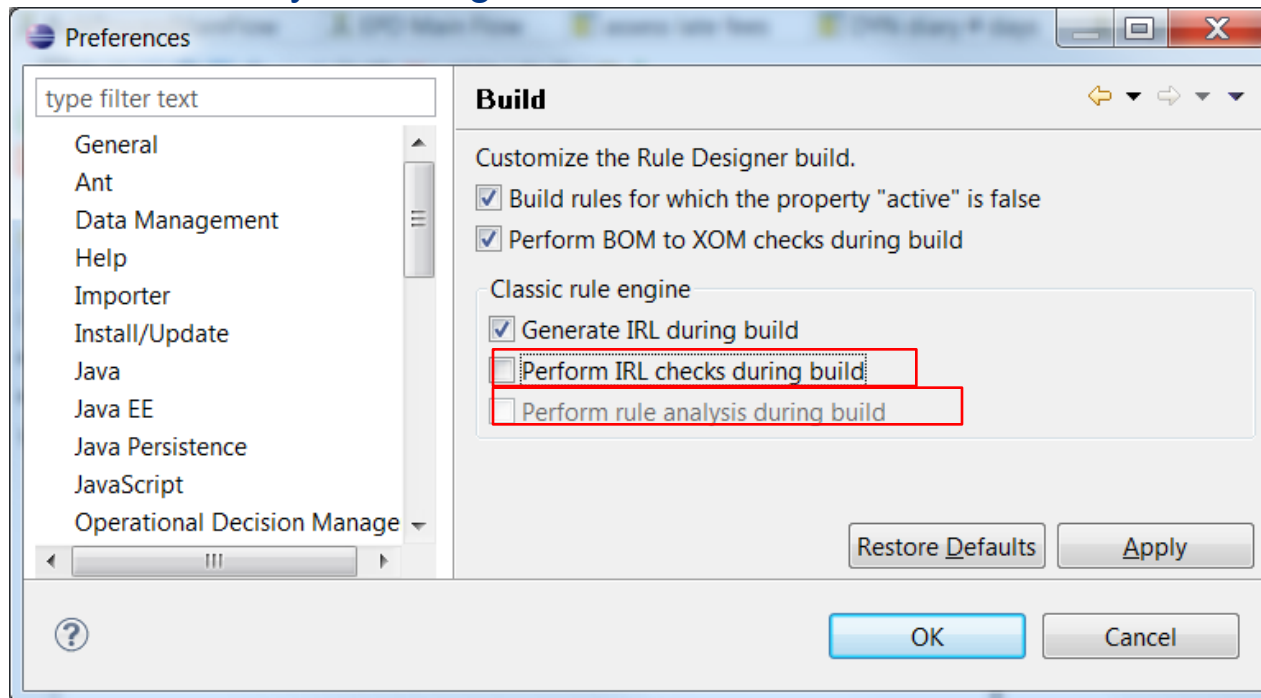 Preferences
type filter text
General
Ant
Data Management
Help
Importer
Install/Update
Java
Java EE
Java Persistence
JavaScript
Operational Decision Manage
Build
Customize the Rule Designer build.
Build rules for which the property "active" is false
Perform BOM to XOM checks during build
Classic rule engine
Generate IRL during build
Perform IRL checks during build
Perform rule analysis during build
Restore Defaults
Apply
OK
Cancel